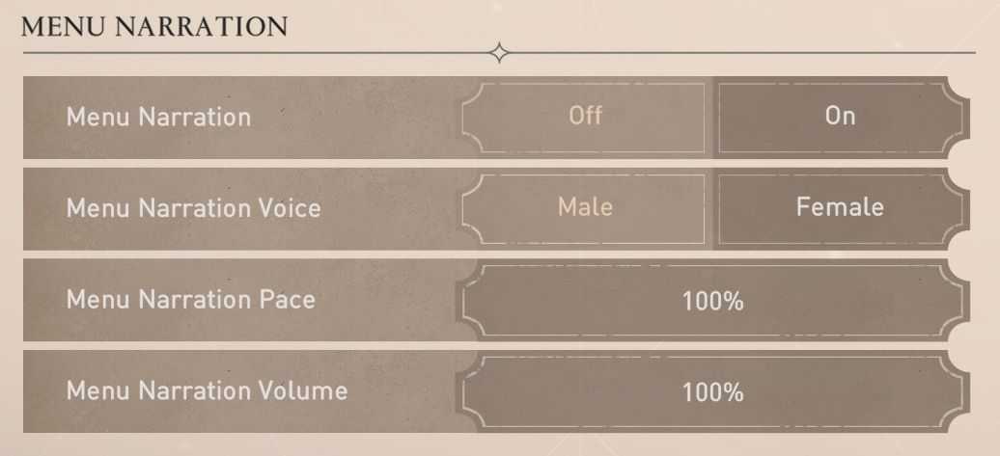 MENU NARRATION
Menu Narration Off On
Menu Narration Voice Male Female
Menu Narration Pace 100%
Menu Narration Volume 100%